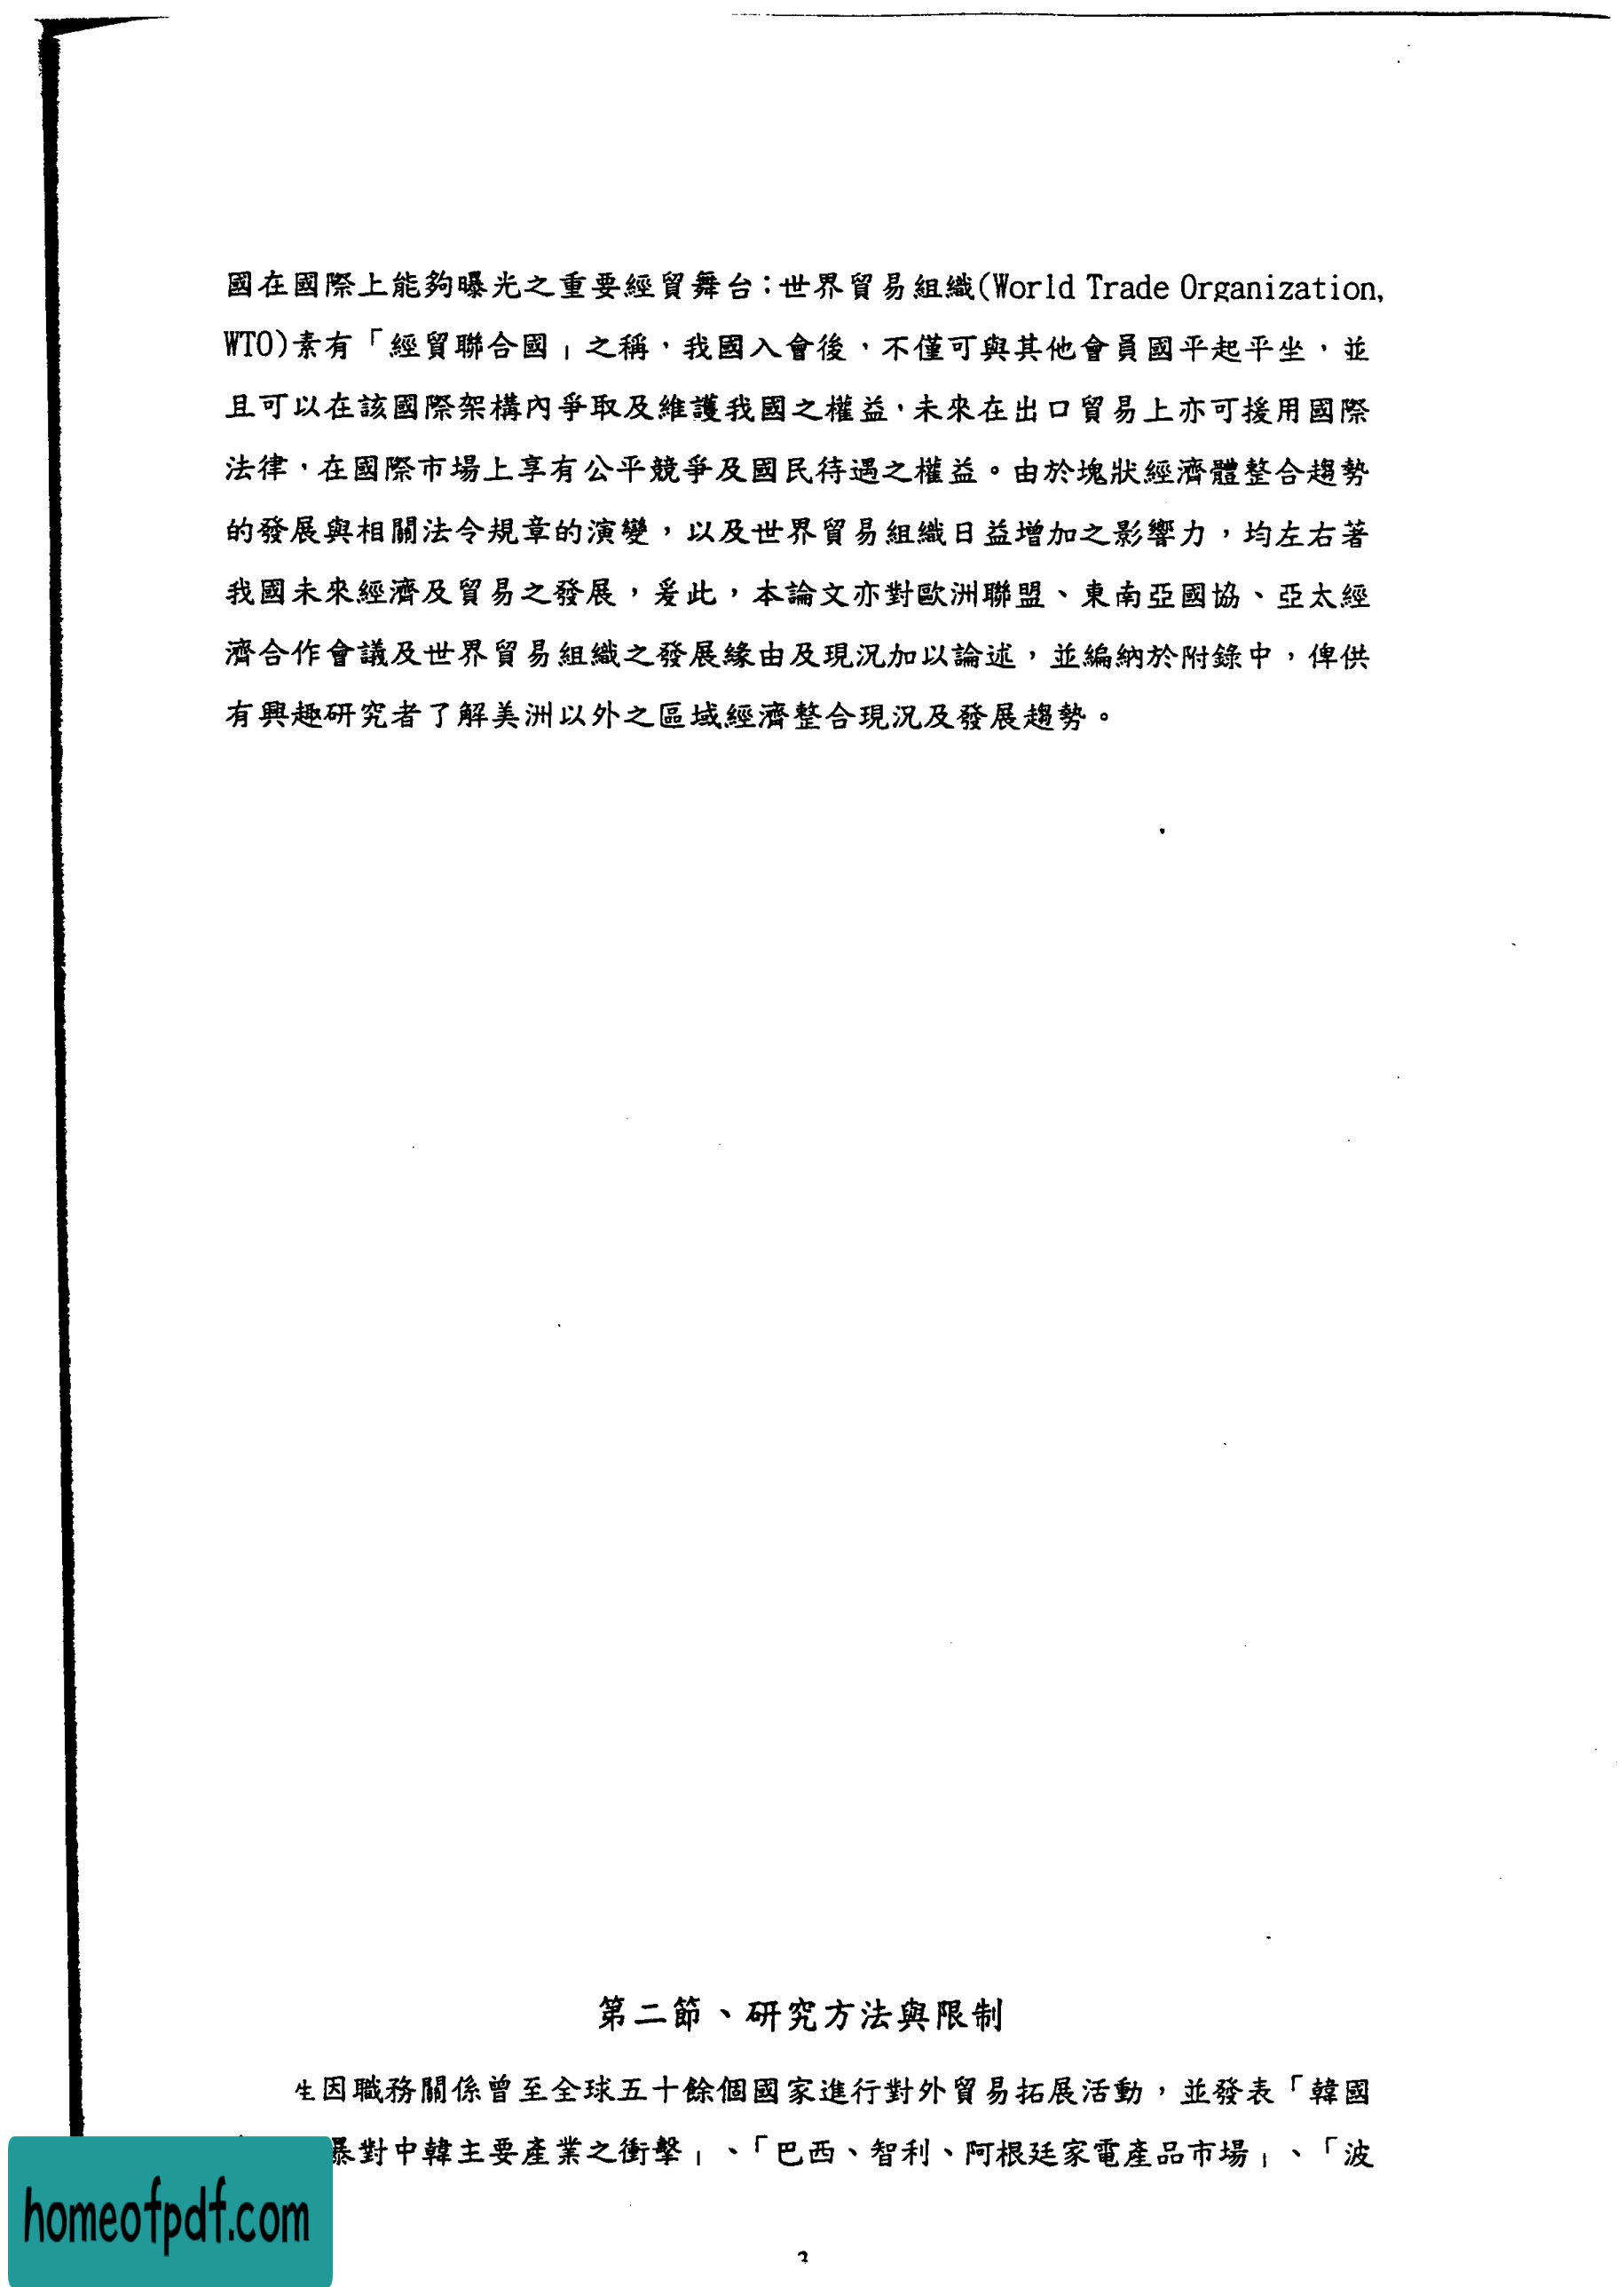 國在國際上能夠曝光之重要經貿舞台；世界貿易組織(World Trade Organization,
WTO)素有「經貿聯合國」之稱，我國入會後，不僅可與其他會員國平起平坐，並
且可以在該國際架構內爭取及維護我國之權益，未來在出口貿易上亦可援用國際
法律，在國際市場上享有公平競爭及國民待遇之權益。由於塊狀經濟體整合趨勢
的發展與相關法令規章的演變，以及世界貿易組織日益增加之影響力，均左右著
我國未來經濟及貿易之發展，爰此，本論文亦對歐洲聯盟、東南亞國協、亞太經
濟合作會議及世界貿易組織之發展緣由及現況加以論述，並編納於附錄中，俾供
有興趣研究者了解美洲以外之區域經濟整合現況及發展趨勢。
第二節、研究方法與限制
生因職務關係曾至全球五十餘個國家進行對外貿易拓展活動，並發表「韓國
暴對中韓主要產業之衝擊」、「巴西、智利、阿根廷家電產品市場」、「波
homeofpdf.com